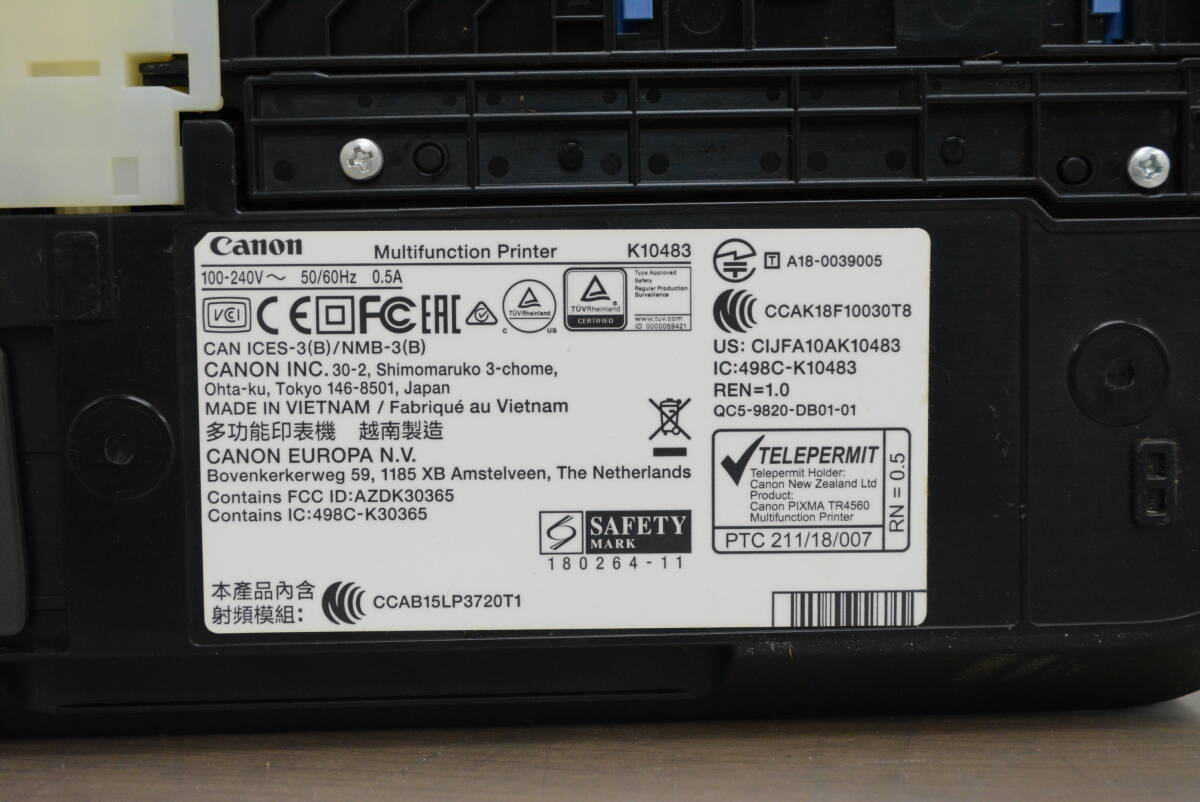 Canon Multifunction Printer K10483
100-240V～ 50/60Hz 0.5A
VCI CE FC EAC
TÜVRheinland
C US
TÜVRheinland®
CERTIFIED
Type Approved
Safety
Regular Production
Surveillance
www.tuv.com
ID 0000059421
CAN ICES-3(B)/NMB-3(B)
CANON INC. 30-2, Shimomaruko 3-chome,
Ohta-ku, Tokyo 146-8501, Japan
MADE IN VIETNAM / Fabriqué au Vietnam
多功能印表機 越南製造
CANON EUROPA N.V.
Bovenkerkerweg 59, 1185 XB Amstelveen, The Netherlands
Contains FCC ID:AZDK30365
Contains IC:498C-K30365
SAFETY
MARK
180264-11
本產品內含
射頻模組:
CCAB15LP3720T1
T A18-0039005
CCAK18F10030T8
US: CIJFA10AK10483
IC:498C-K10483
REN=1.0
QC5-9820-DB01-01
TELEPERMIT
Telepermit Holder:
Canon New Zealand Ltd
Product:
Canon PIXMA TR4560
Multifunction Printer
PTC 211/18/007
RN = 0.5